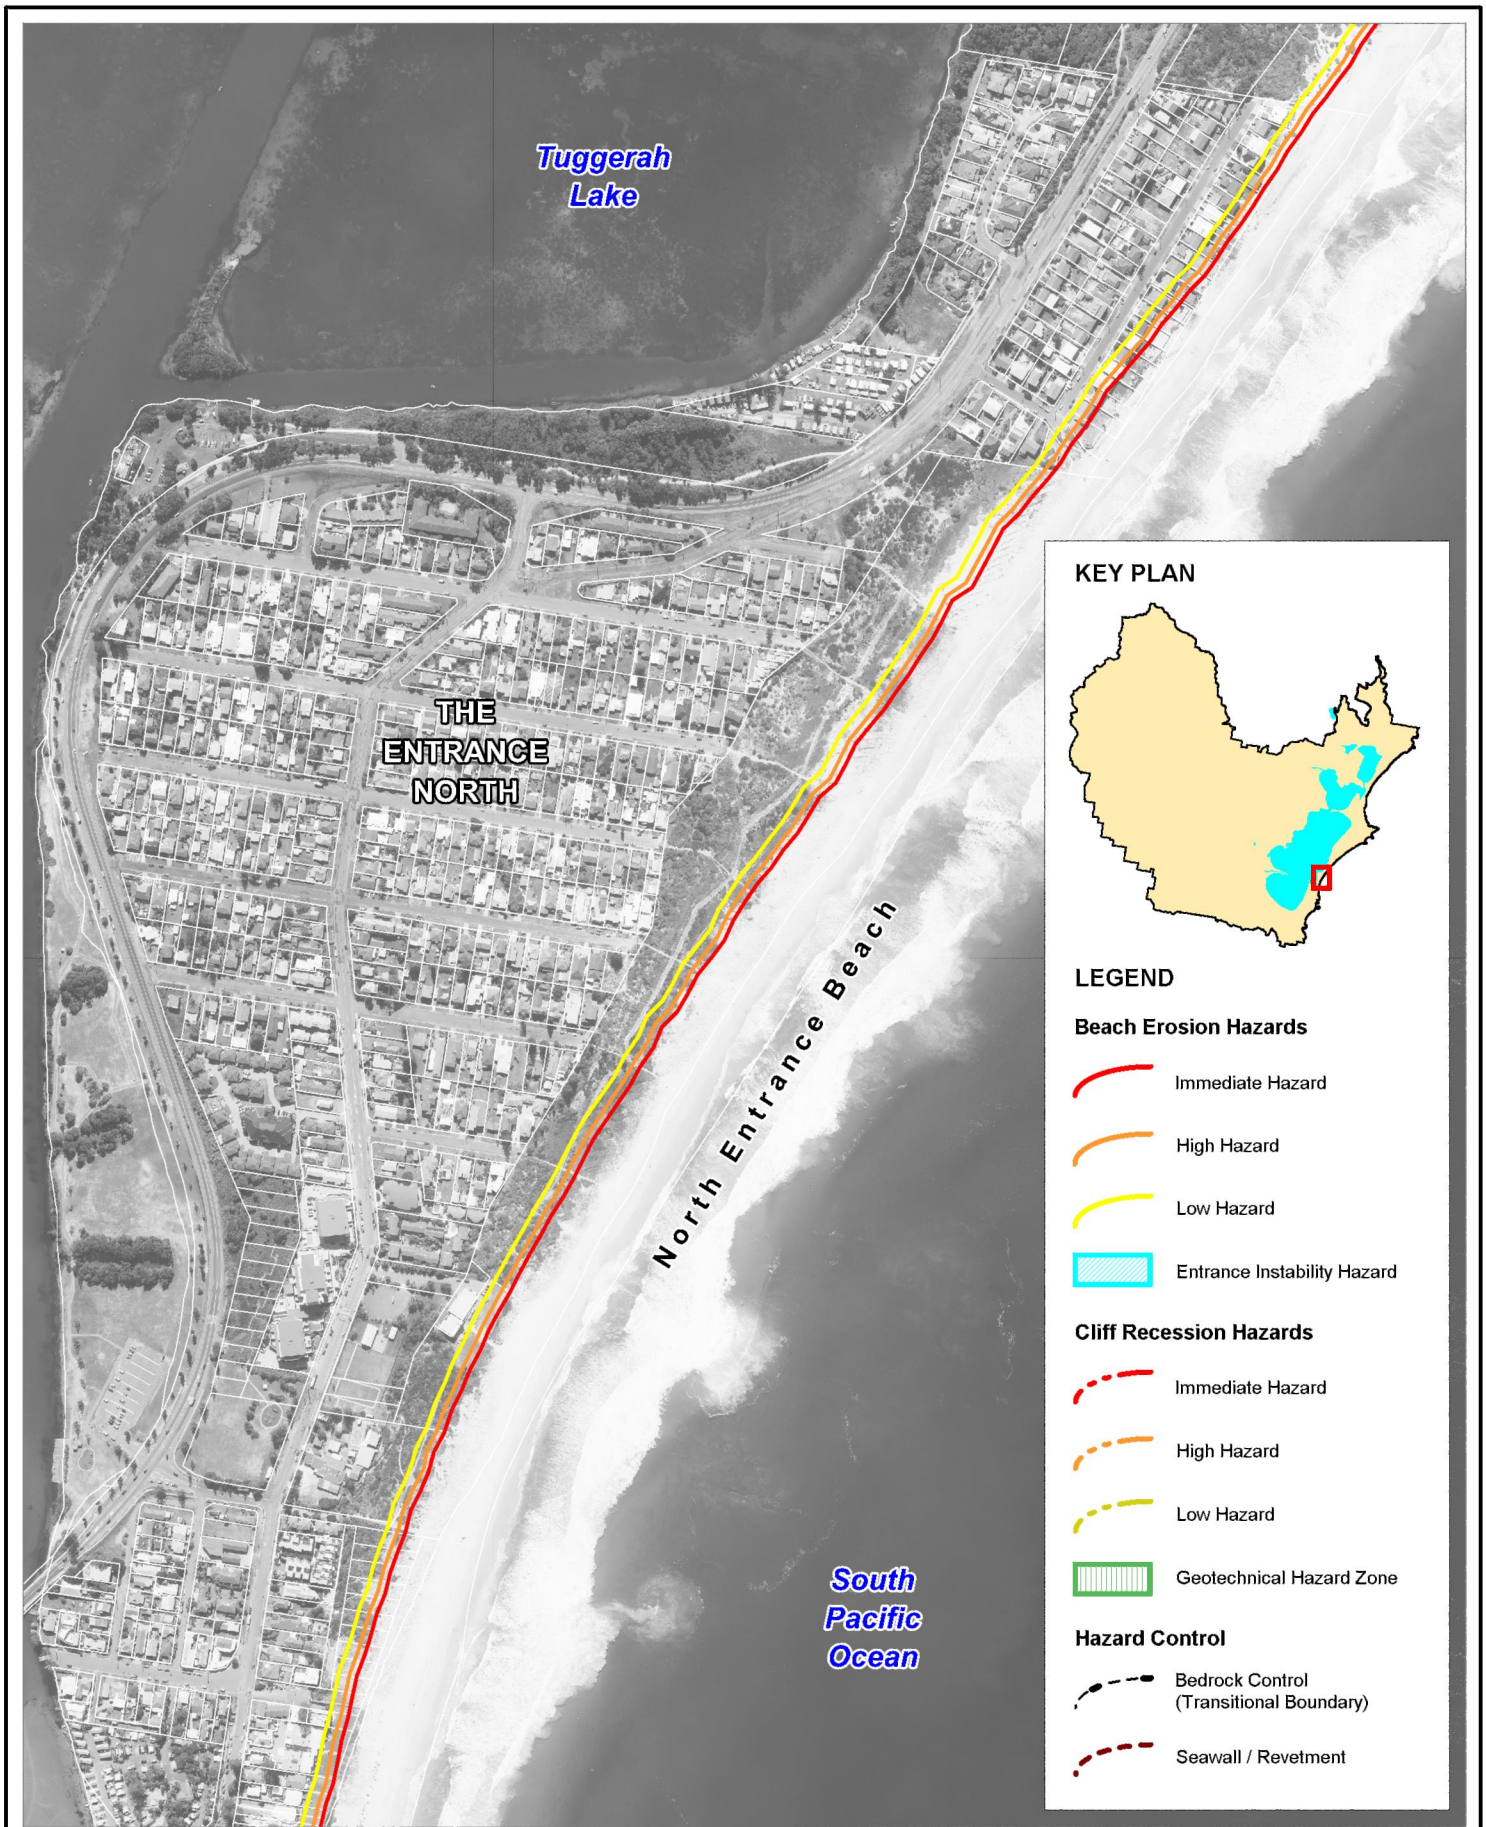 Tuggerah
Lake
THE
ENTRANCE
NORTH
North Entrance Beach
South
Pacific
Ocean
KEY PLAN
LEGEND
Beach Erosion Hazards
Immediate Hazard
High Hazard
Low Hazard
Entrance Instability Hazard
Cliff Recession Hazards
Immediate Hazard
High Hazard
Low Hazard
Geotechnical Hazard Zone
Hazard Control
Bedrock Control
(Transitional Boundary)
Seawall / Revetment